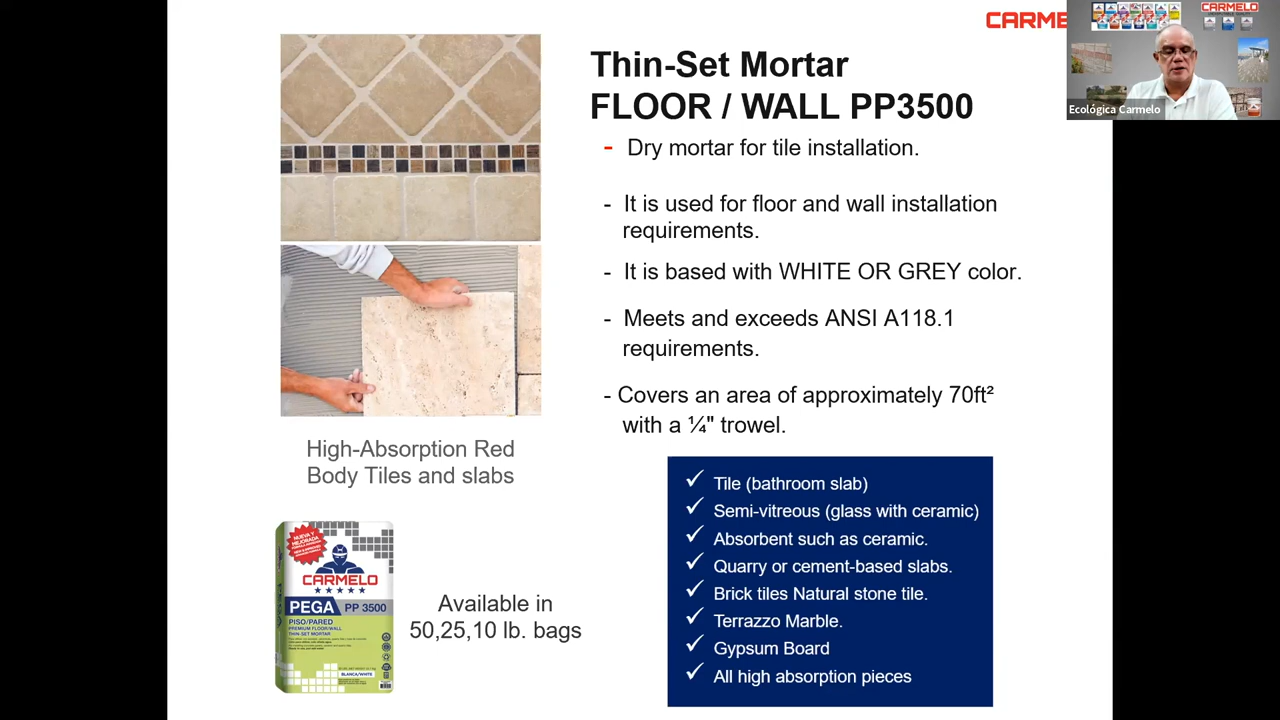 CARME
CARMELO
Ecológica Carmelo
Thin-Set Mortar
FLOOR / WALL PP3500
- Dry mortar for tile installation.
- It is used for floor and wall installation
requirements.
- It is based with WHITE OR GREY color.
- Meets and exceeds ANSI A118.1
requirements.
- Covers an area of approximately 70ft²
with a ¼" trowel.
High-Absorption Red
Body Tiles and slabs
✓ Tile (bathroom slab)
✓ Semi-vitreous (glass with ceramic)
✓ Absorbent such as ceramic.
✓ Quarry or cement-based slabs.
✓ Brick tiles Natural stone tile.
✓ Terrazzo Marble.
✓ Gypsum Board
✓ All high absorption pieces
NUEVA Y
MEJORADA
CARMELO
PEGA PP 3500
PISO/PARED
PREMIUM FLOOR/WALL
THIN-SET MORTAR
BLANCA/WHITE
Available in
50,25,10 lb. bags